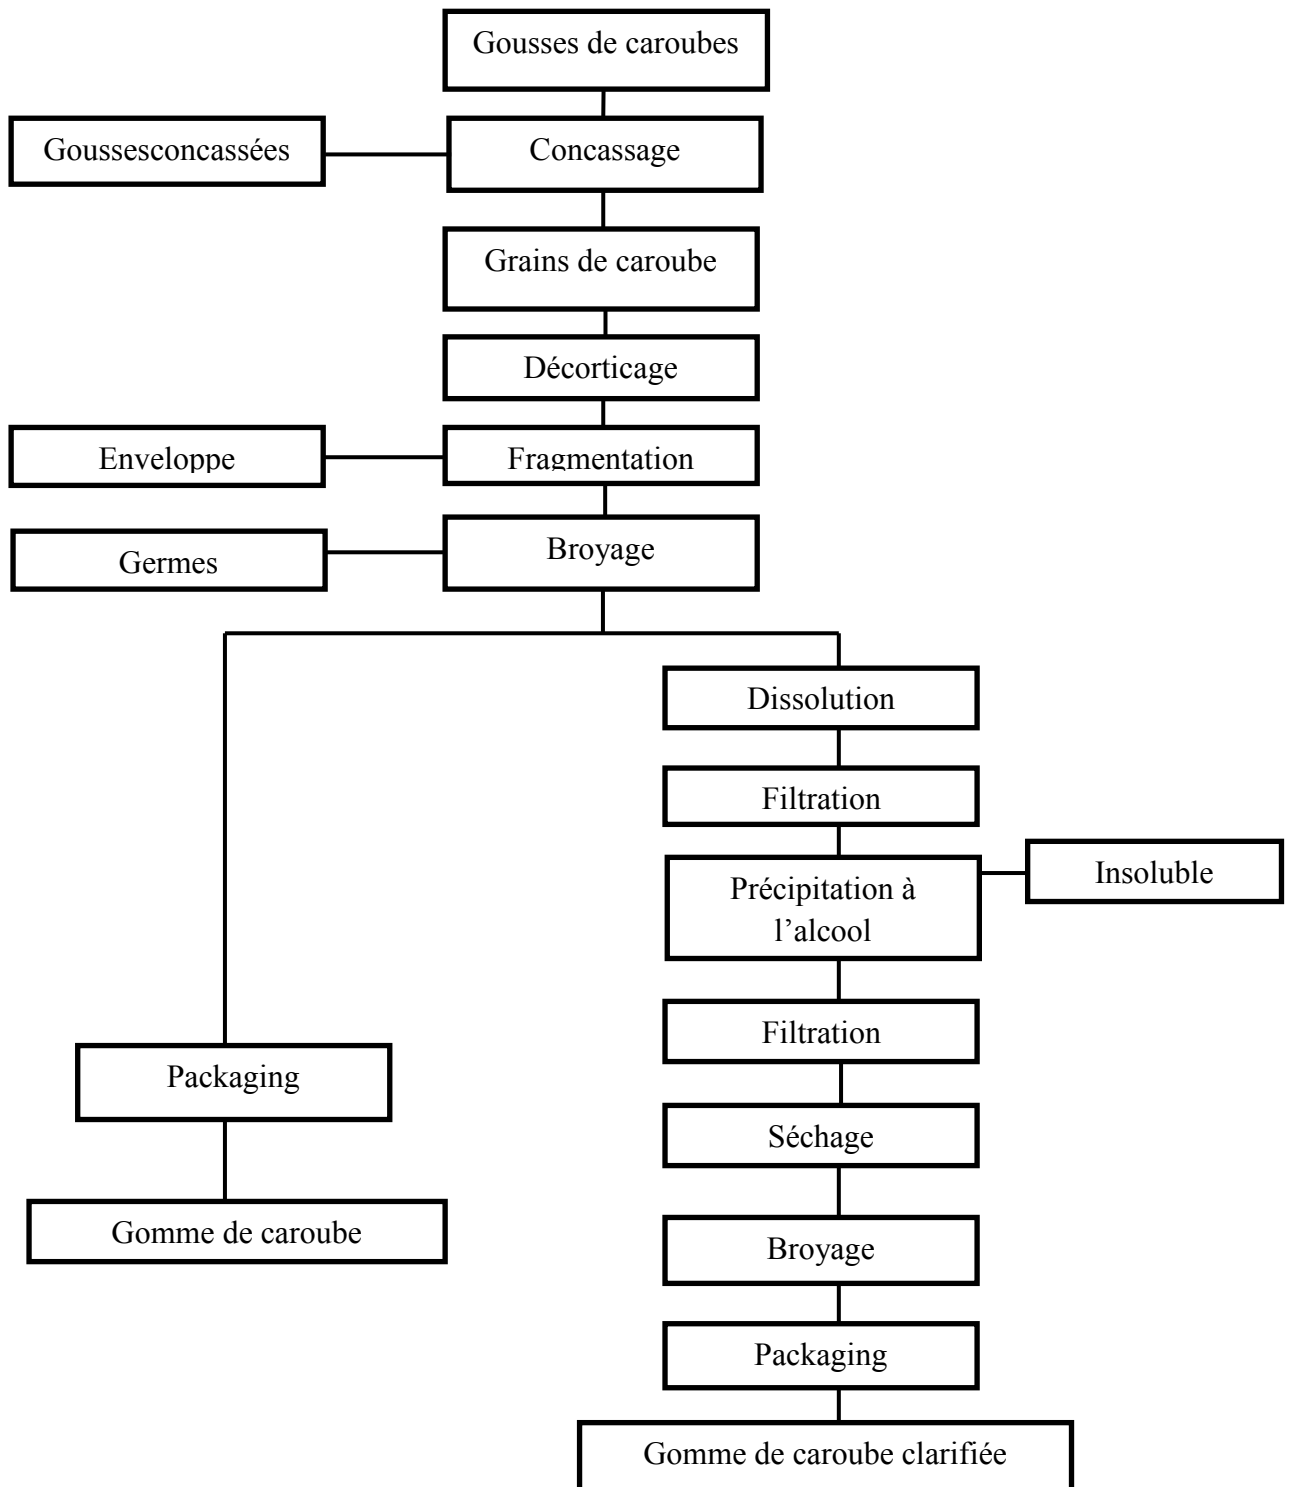 Gousses de caroubes
Goussesconcassées
Concassage
Grains de caroube
Décorticage
Enveloppe
Fragmentation
Germes
Broyage
Dissolution
Filtration
Précipitation à
l’alcool
Insoluble
Filtration
Packaging
Séchage
Gomme de caroube
Broyage
Packaging
Gomme de caroube clarifiée